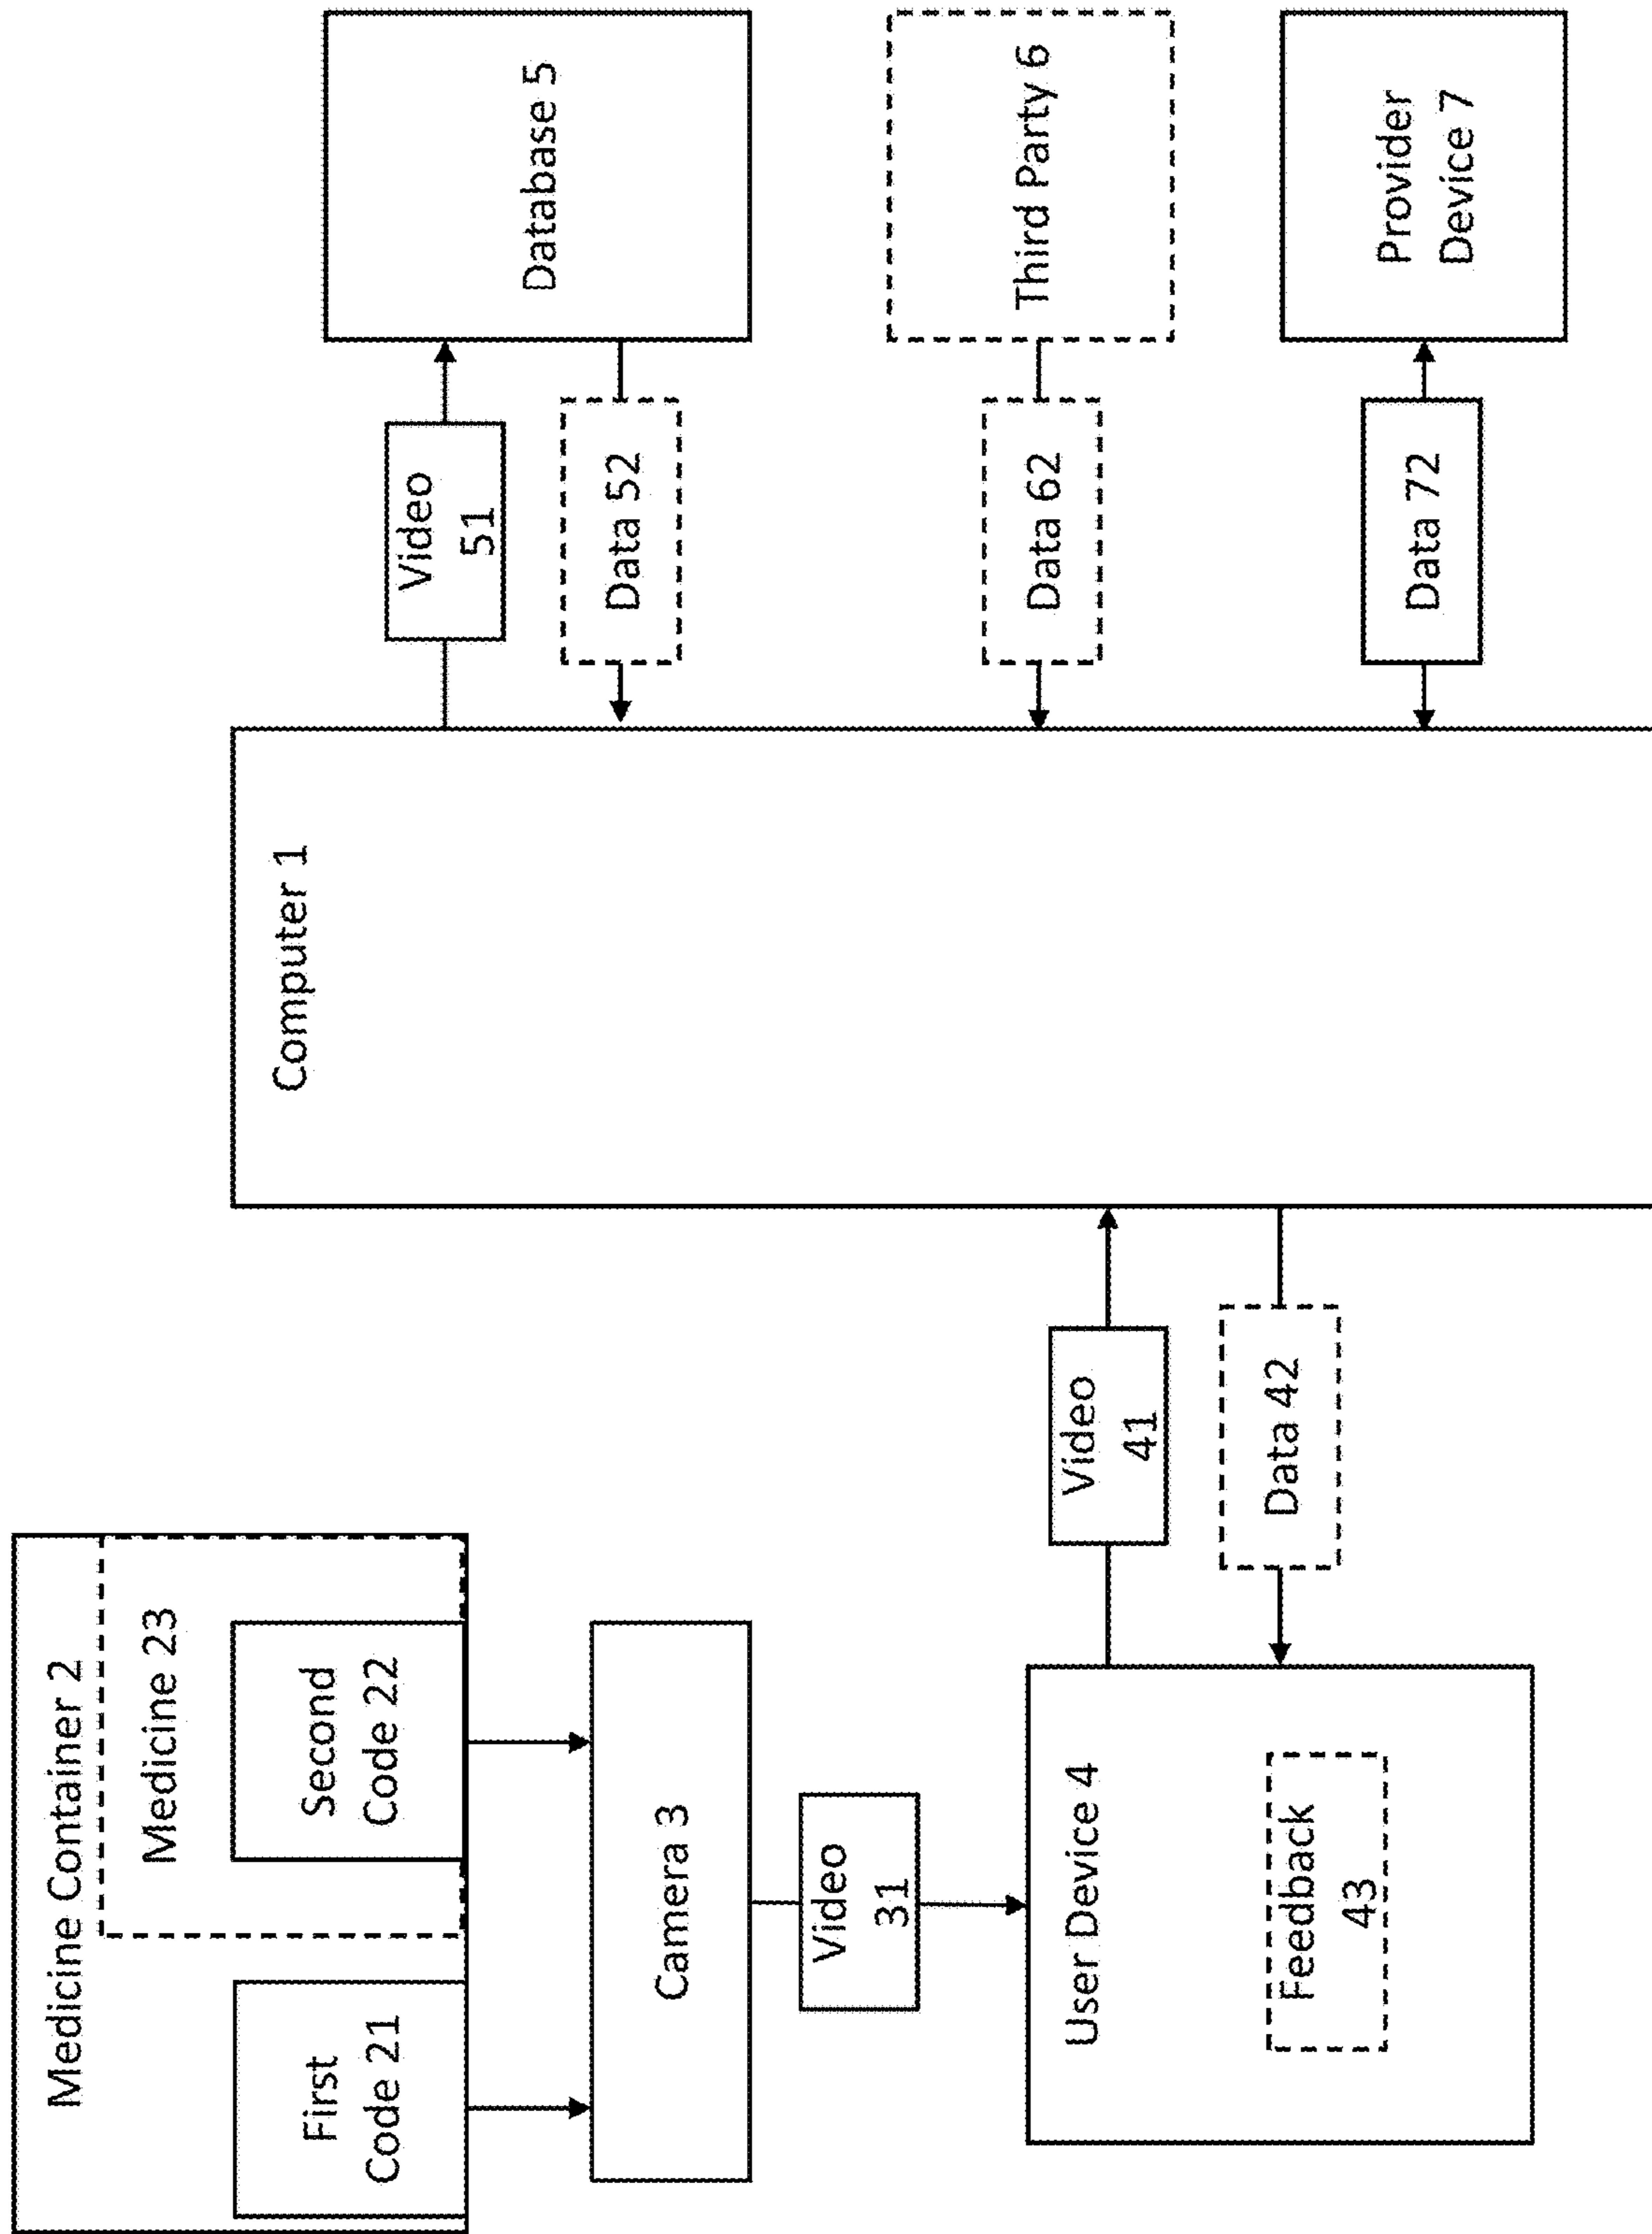 Medicine Container 2
First
Code 21
Medicine 23
Second
Code 22
Camera 3
Video
31
User Device 4
Feedback
43
Video
41
Data 42
Computer 1
Video
51
Data 52
Database 5
Data 62
Third Party 6
Data 72
Provider
Device 7